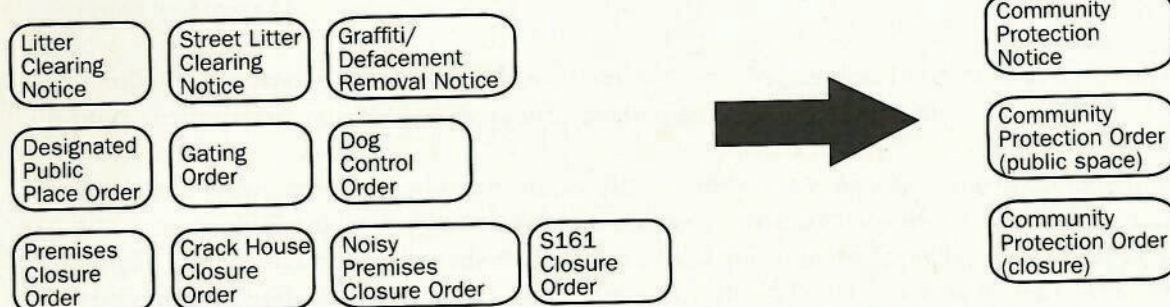 Litter
Clearing
Notice
Street Litter
Clearing
Notice
Graffiti/
Defacement
Removal Notice
Community
Protection
Notice
Designated
Public
Place Order
Gating
Order
Dog
Control
Order
Community
Protection Order
(public space)
Premises
Closure
Order
Crack House
Closure
Order
Noisy
Premises
Closure Order
S161
Closure
Order
Community
Protection Order
(closure)